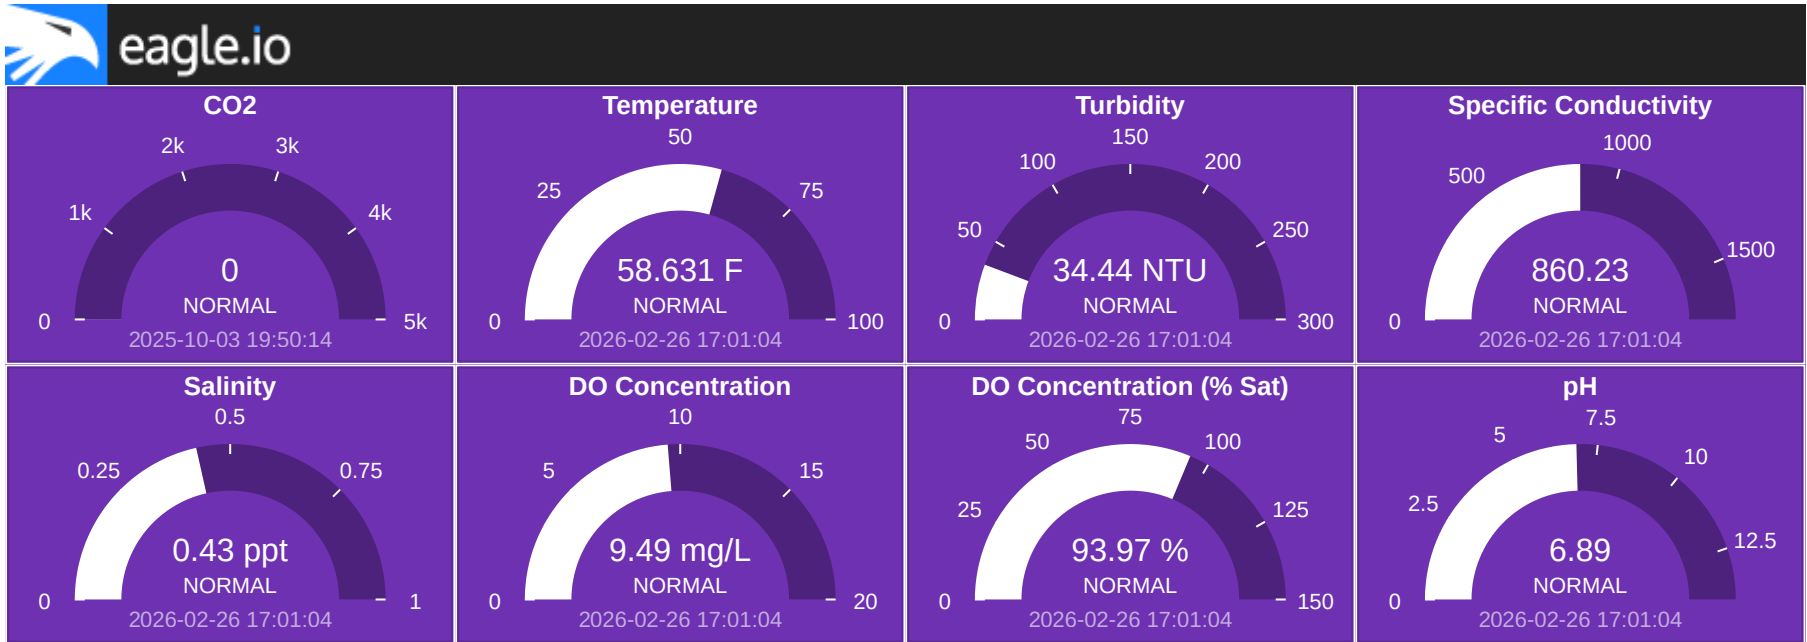 eagle.io
CO2
2k
3k
1k
4k
0
NORMAL
0
5k
2025-10-03 19:50:14
Temperature
50
25
75
58.631 F
NORMAL
0
100
2026-02-26 17:01:04
Turbidity
150
100
200
50
250
34.44 NTU
NORMAL
0
300
2026-02-26 17:01:04
Specific Conductivity
1000
500
1500
860.23
NORMAL
0
2026-02-26 17:01:04
Salinity
0.5
0.25
0.75
0.43 ppt
NORMAL
0
1
2026-02-26 17:01:04
DO Concentration
10
5
15
9.49 mg/L
NORMAL
0
20
2026-02-26 17:01:04
DO Concentration (% Sat)
75
50
100
25
125
93.97 %
NORMAL
0
150
2026-02-26 17:01:04
pH
7.5
5
10
2.5
12.5
6.89
NORMAL
0
2026-02-26 17:01:04